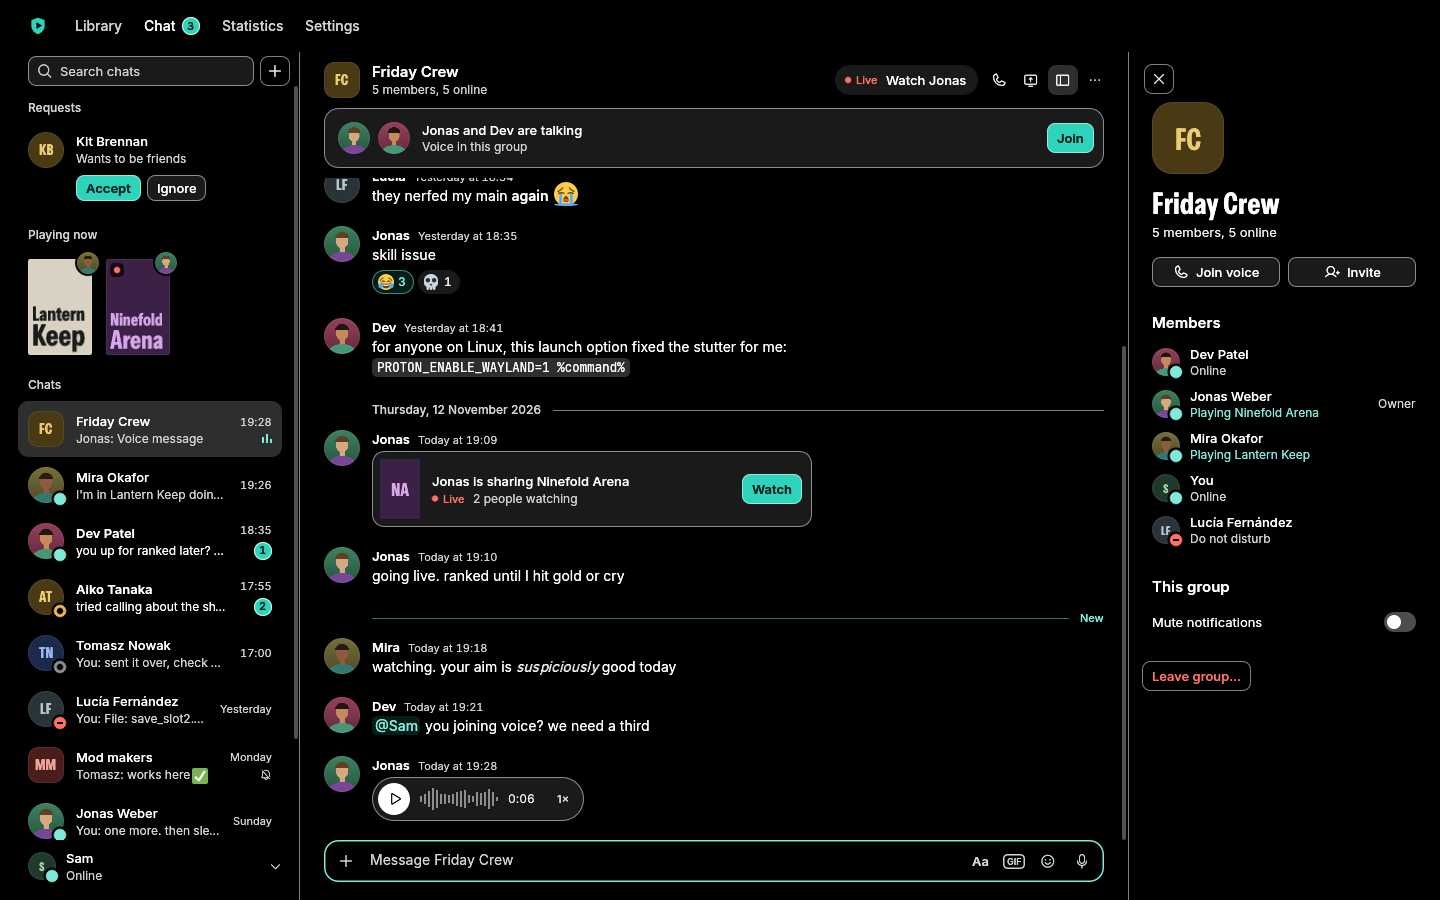 Library
Chat 3
Statistics
Settings
Search chats
Requests
KB
Kit Brennan
Wants to be friends
Accept
Ignore
Playing now
Lantern
Keep
Ninefold
Arena
Chats
FC
Friday Crew
19:28
Jonas: Voice message
Mira Okafor
I'm in Lantern Keep doin...
19:26
Dev Patel
18:35
you up for ranked later? ...
1
AT
Aiko Tanaka
17:55
tried calling about the sh...
2
TN
Tomasz Nowak
You: sent it over, check ...
17:00
LF
Lucía Fernández
You: File: save_slot2....
Yesterday
MM
Mod makers
Monday
Tomasz: works here ✅
Jonas Weber
You: one more. then sle...
Sunday
S
Sam
Online
FC
Friday Crew
5 members, 5 online
Live Watch Jonas
Jonas and Dev are talking
Voice in this group
Join
LF
Lucía Yesterday at 18:34
they nerfed my main again 😭
Jonas Yesterday at 18:35
skill issue
😂 3 💀 1
Dev Yesterday at 18:41
for anyone on Linux, this launch option fixed the stutter for me:
PROTON_ENABLE_WAYLAND=1 %command%
Thursday, 12 November 2026
Jonas Today at 19:09
NA
Jonas is sharing Ninefold Arena
Live 2 people watching
Watch
Jonas Today at 19:10
going live. ranked until I hit gold or cry
New
Mira Today at 19:18
watching. your aim is suspiciously good today
Dev Today at 19:21
@Sam you joining voice? we need a third
Jonas Today at 19:28
0:06 1×
Message Friday Crew
Aa
GIF
FC
Friday Crew
5 members, 5 online
Join voice
Invite
Members
Dev Patel
Online
Jonas Weber
Playing Ninefold Arena
Owner
Mira Okafor
Playing Lantern Keep
S
You
Online
LF
Lucía Fernández
Do not disturb
This group
Mute notifications
Leave group...